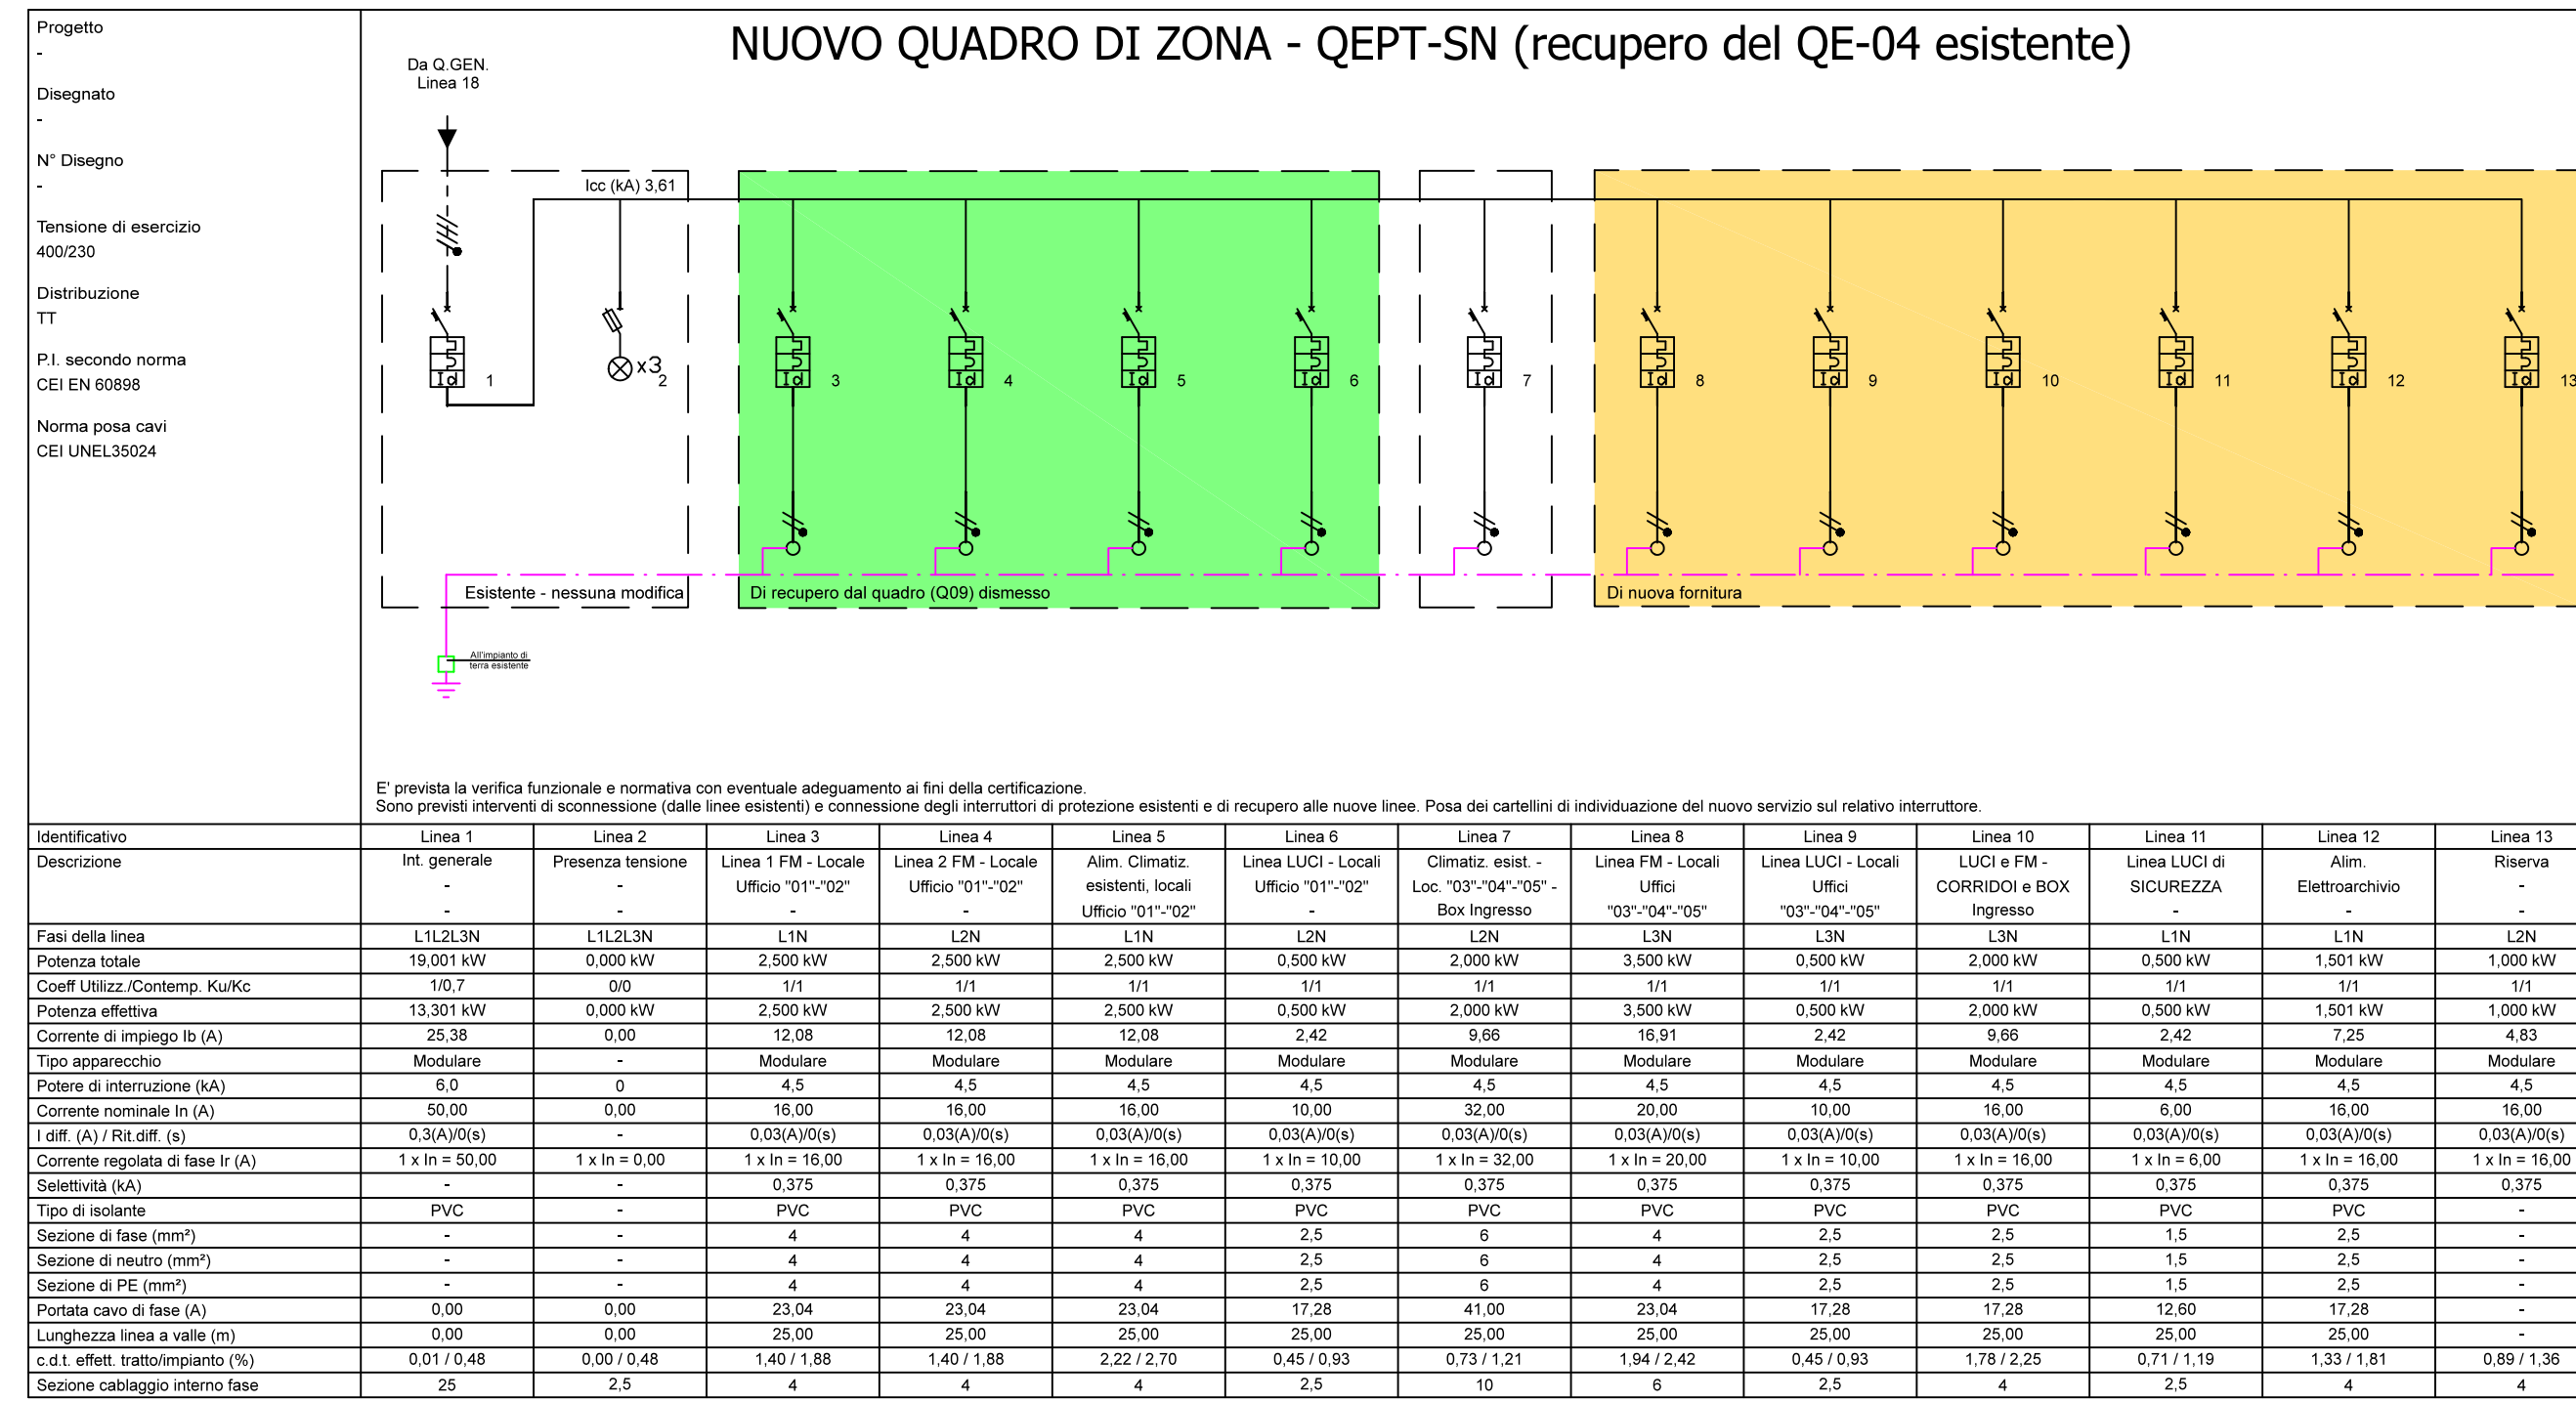 NUOVO QUADRO DI ZONA - QEPT-SN (recupero del QE-04 esistente)
Progetto
-
Disegnato
-
N° Disegno
-
Tensione di esercizio
400/230
Distribuzione
TT
P.I. secondo norma
CEI EN 60898
Norma posa cavi
CEI UNEL35024
Da Q.GEN.
Linea 18
Icc (kA) 3,61
Id 1
x3 2
Id 3
Id 4
Id 5
Id 6
Id 7
Id 8
Id 9
Id 10
Id 11
Id 12
Id 13
Esistente - nessuna modifica
Di recupero dal quadro (Q09) dismesso
Di nuova fornitura
All'impianto di
terra esistente
E' prevista la verifica funzionale e normativa con eventuale adeguamento ai fini della certificazione.
Sono previsti interventi di sconnessione (dalle linee esistenti) e connessione degli interruttori di protezione esistenti e di recupero alle nuove linee. Posa dei cartellini di individuazione del nuovo servizio sul relativo interruttore.
Identificativo Linea 1 Linea 2 Linea 3 Linea 4 Linea 5 Linea 6 Linea 7 Linea 8 Linea 9 Linea 10 Linea 11 Linea 12 Linea 13
Descrizione Int. generale Presenza tensione Linea 1 FM - Locale Linea 2 FM - Locale Alim. Climatiz. Linea LUCI - Locali Climatiz. esist. - Linea FM - Locali Linea LUCI - Locali LUCI e FM - Linea LUCI di Alim. Riserva
- - Ufficio "01"-"02" Ufficio "01"-"02" esistenti, locali Ufficio "01"-"02" Loc. "03"-"04"-"05" - Uffici Uffici CORRIDOI e BOX SICUREZZA Elettroarchivio -
- - - - Ufficio "01"-"02" - Box Ingresso "03"-"04"-"05" "03"-"04"-"05" Ingresso - - -
Fasi della linea L1L2L3N L1L2L3N L1N L2N L1N L2N L2N L3N L3N L3N L1N L1N L2N
Potenza totale 19,001 kW 0,000 kW 2,500 kW 2,500 kW 2,500 kW 0,500 kW 2,000 kW 3,500 kW 0,500 kW 2,000 kW 0,500 kW 1,501 kW 1,000 kW
Coeff Utilizz./Contemp. Ku/Kc 1/0,7 0/0 1/1 1/1 1/1 1/1 1/1 1/1 1/1 1/1 1/1 1/1 1/1
Potenza effettiva 13,301 kW 0,000 kW 2,500 kW 2,500 kW 2,500 kW 0,500 kW 2,000 kW 3,500 kW 0,500 kW 2,000 kW 0,500 kW 1,501 kW 1,000 kW
Corrente di impiego Ib (A) 25,38 0,00 12,08 12,08 12,08 2,42 9,66 16,91 2,42 9,66 2,42 7,25 4,83
Tipo apparecchio Modulare - Modulare Modulare Modulare Modulare Modulare Modulare Modulare Modulare Modulare Modulare Modulare
Potere di interruzione (kA) 6,0 0 4,5 4,5 4,5 4,5 4,5 4,5 4,5 4,5 4,5 4,5 4,5
Corrente nominale In (A) 50,00 0,00 16,00 16,00 16,00 10,00 32,00 20,00 10,00 16,00 6,00 16,00 16,00
I diff. (A) / Rit.diff. (s) 0,3(A)/0(s) - 0,03(A)/0(s) 0,03(A)/0(s) 0,03(A)/0(s) 0,03(A)/0(s) 0,03(A)/0(s) 0,03(A)/0(s) 0,03(A)/0(s) 0,03(A)/0(s) 0,03(A)/0(s) 0,03(A)/0(s) 0,03(A)/0(s)
Corrente regolata di fase Ir (A) 1 x In = 50,00 1 x In = 0,00 1 x In = 16,00 1 x In = 16,00 1 x In = 16,00 1 x In = 10,00 1 x In = 32,00 1 x In = 20,00 1 x In = 10,00 1 x In = 16,00 1 x In = 6,00 1 x In = 16,00 1 x In = 16,00
Selettività (kA) - - 0,375 0,375 0,375 0,375 0,375 0,375 0,375 0,375 0,375 0,375 0,375
Tipo di isolante PVC - PVC PVC PVC PVC PVC PVC PVC PVC PVC PVC -
Sezione di fase (mm²) - - 4 4 4 2,5 6 4 2,5 2,5 1,5 2,5 -
Sezione di neutro (mm²) - - 4 4 4 2,5 6 4 2,5 2,5 1,5 2,5 -
Sezione di PE (mm²) - - 4 4 4 2,5 6 4 2,5 2,5 1,5 2,5 -
Portata cavo di fase (A) 0,00 0,00 23,04 23,04 23,04 17,28 41,00 23,04 17,28 17,28 12,60 17,28 -
Lunghezza linea a valle (m) 0,00 0,00 25,00 25,00 25,00 25,00 25,00 25,00 25,00 25,00 25,00 25,00 -
c.d.t. effett. tratto/impianto (%) 0,01 / 0,48 0,00 / 0,48 1,40 / 1,88 1,40 / 1,88 2,22 / 2,70 0,45 / 0,93 0,73 / 1,21 1,94 / 2,42 0,45 / 0,93 1,78 / 2,25 0,71 / 1,19 1,33 / 1,81 0,89 / 1,36
Sezione cablaggio interno fase 25 2,5 4 4 4 2,5 10 6 2,5 4 2,5 4 4